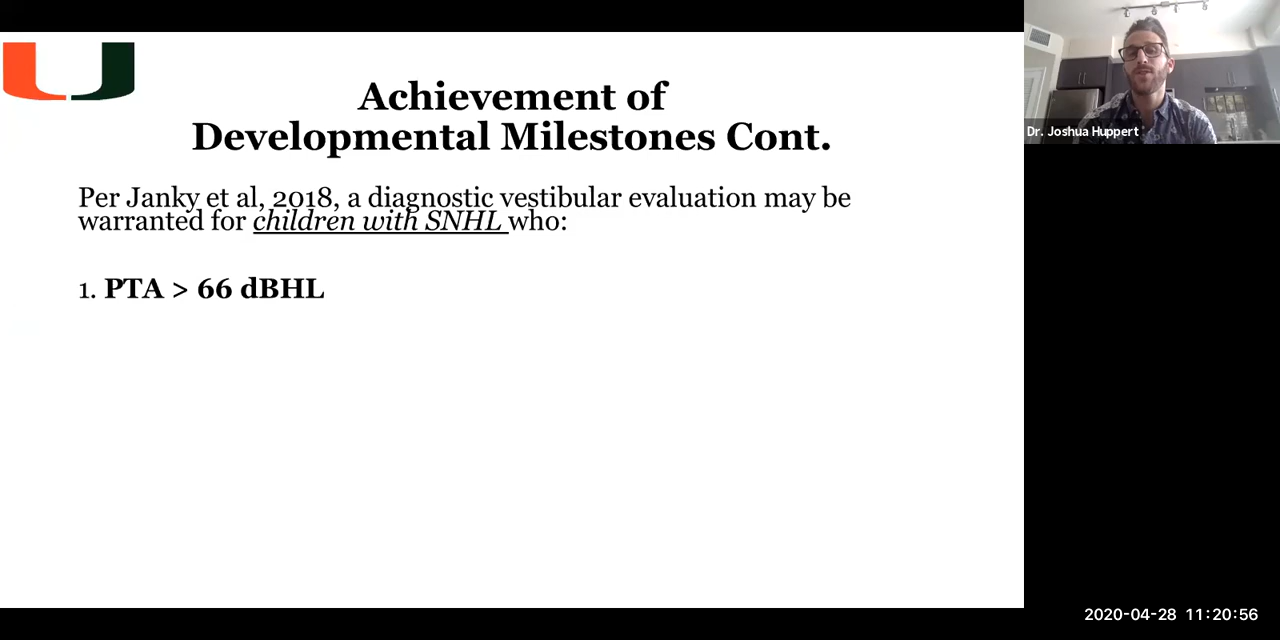 Achievement of
Developmental Milestones Cont.
Per Janky et al, 2018, a diagnostic vestibular evaluation may be
warranted for children with SNHL who:
1. PTA > 66 dBHL
Dr. Joshua Huppert
2020-04-28 11:20:56